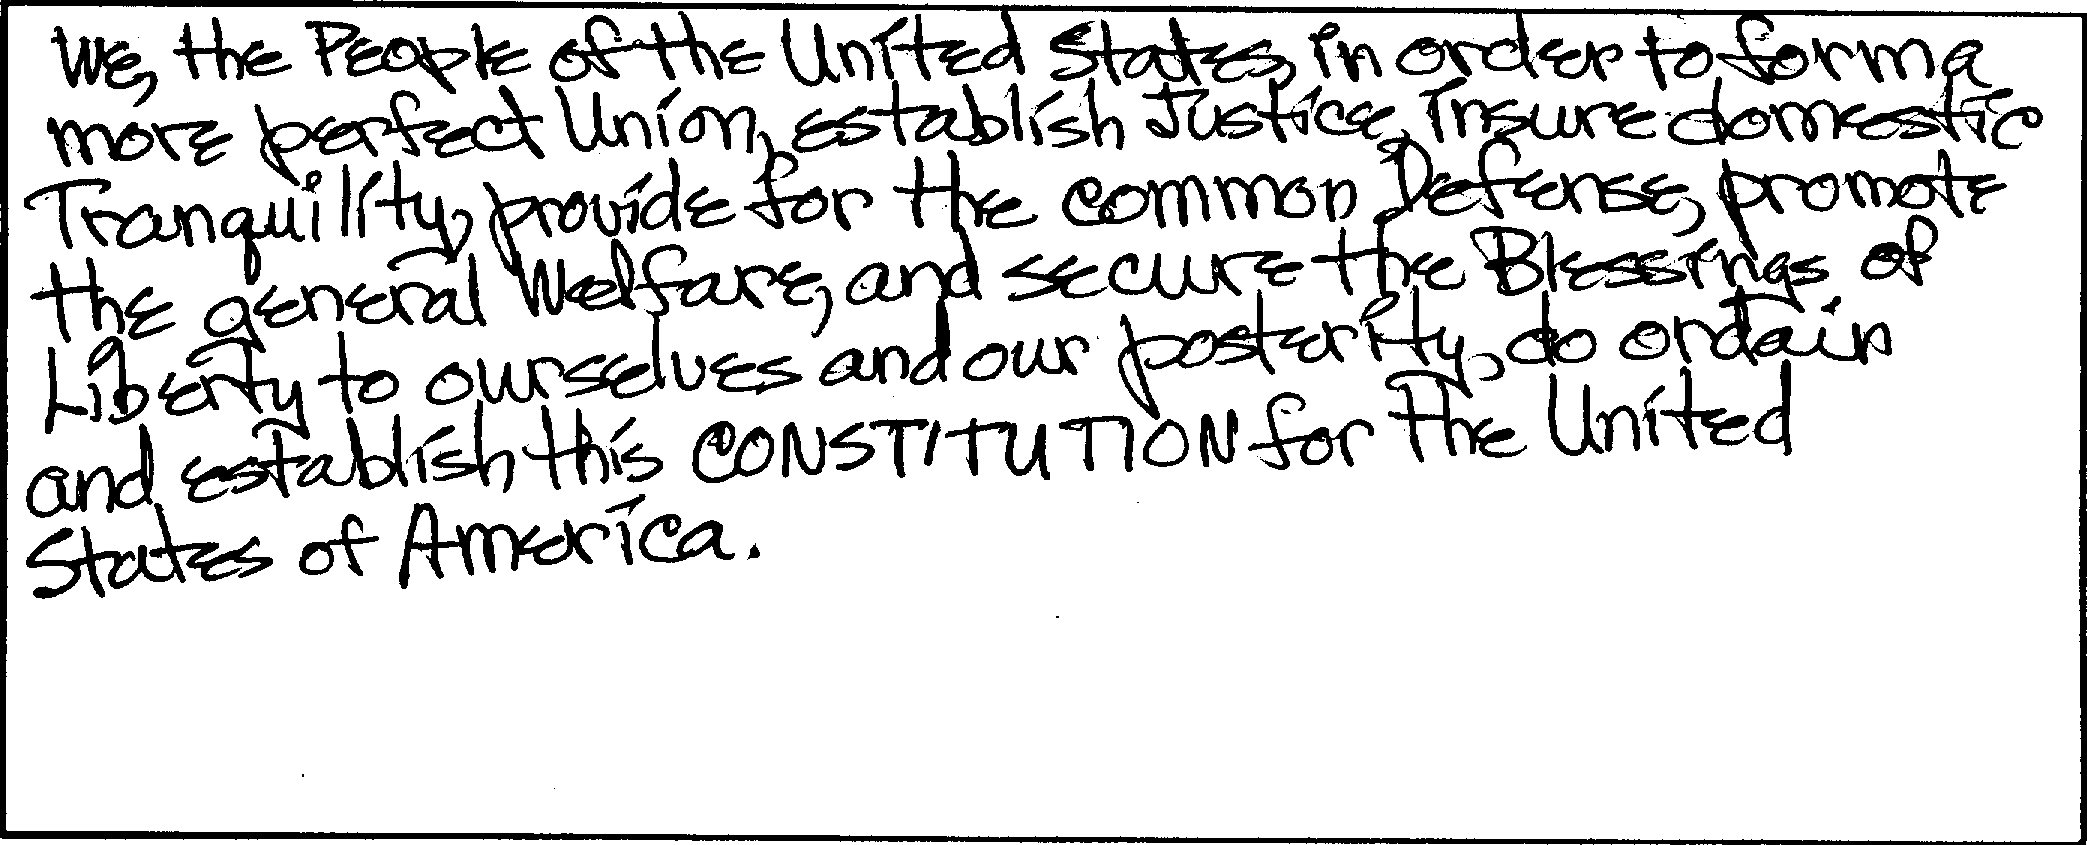 We, the People of the United States, in order to form a
more perfect Union, establish Justice, insure domestic
Tranquility, provide for the common Defense, promote
the general Welfare, and secure the Blessings of
Liberty to ourselves and our posterity, do ordain
and establish this CONSTITUTION for the United
States of America.